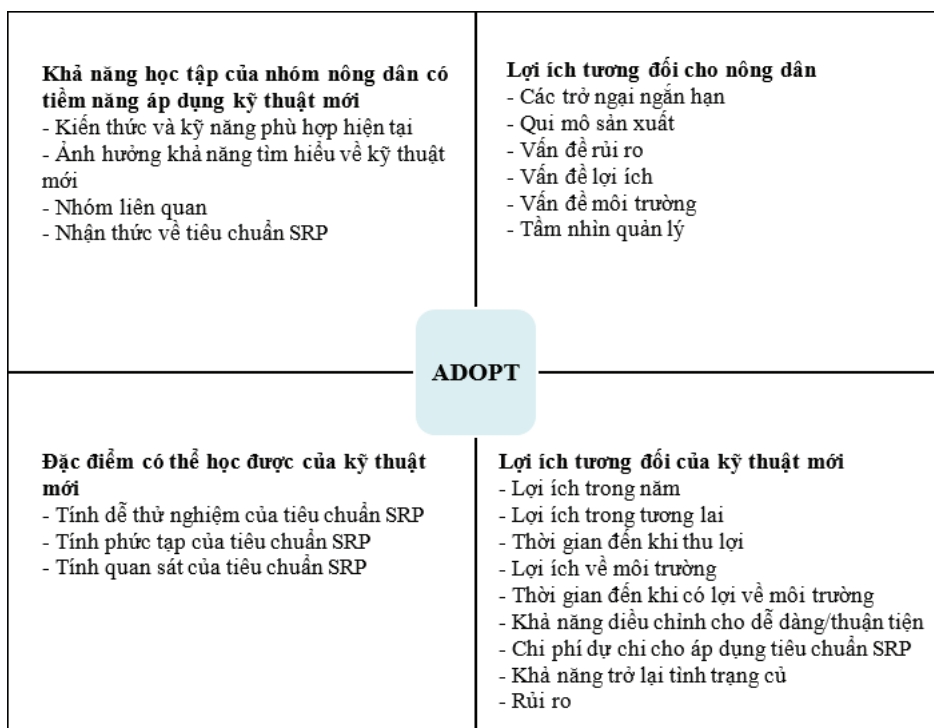 Khả năng học tập của nhóm nông dân có
tiềm năng áp dụng kỹ thuật mới
- Kiến thức và kỹ năng phù hợp hiện tại
- Ảnh hưởng khả năng tìm hiểu về kỹ thuật
mới
- Nhóm liên quan
- Nhận thức về tiêu chuẩn SRP
Lợi ích tương đối cho nông dân
- Các trở ngại ngắn hạn
- Qui mô sản xuất
- Vấn đề rủi ro
- Vấn đề lợi ích
- Vấn đề môi trường
- Tầm nhìn quản lý
ADOPT
Đặc điểm có thể học được của kỹ thuật
mới
- Tính dễ thử nghiệm của tiêu chuẩn SRP
- Tính phức tạp của tiêu chuẩn SRP
- Tính quan sát của tiêu chuẩn SRP
Lợi ích tương đối của kỹ thuật mới
- Lợi ích trong năm
- Lợi ích trong tương lai
- Thời gian đến khi thu lợi
- Lợi ích về môi trường
- Thời gian đến khi có lợi về môi trường
- Khả năng diều chỉnh cho dễ dàng/thuận tiện
- Chi phí dự chi cho áp dụng tiêu chuẩn SRP
- Khả năng trở lại tình trạng củ
- Rủi ro